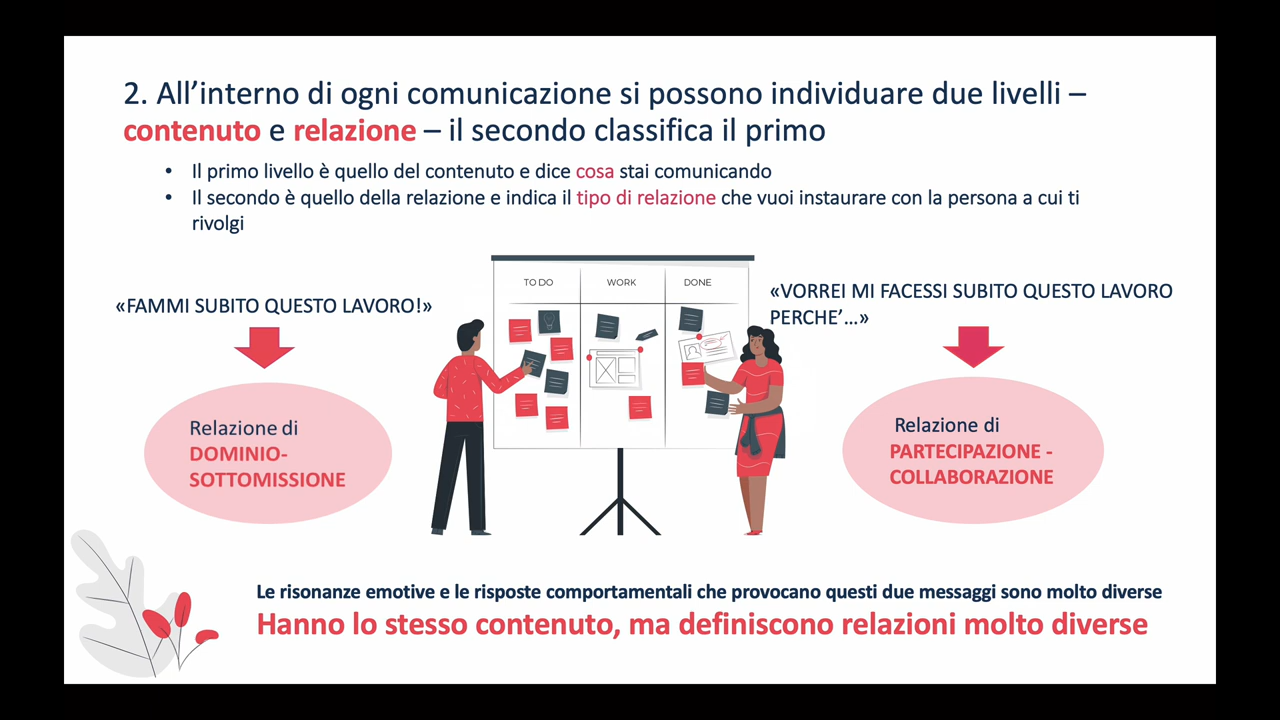 2. All’interno di ogni comunicazione si possono individuare due livelli –
contenuto e relazione – il secondo classifica il primo
• Il primo livello è quello del contenuto e dice cosa stai comunicando
• Il secondo è quello della relazione e indica il tipo di relazione che vuoi instaurare con la persona a cui ti
rivolgi
«FAMMI SUBITO QUESTO LAVORO!»
Relazione di
DOMINIO-
SOTTOMISSIONE
TO DO
WORK
DONE
«VORREI MI FACESSI SUBITO QUESTO LAVORO
PERCHE’…»
Relazione di
PARTECIPAZIONE -
COLLABORAZIONE
Le risonanze emotive e le risposte comportamentali che provocano questi due messaggi sono molto diverse
Hanno lo stesso contenuto, ma definiscono relazioni molto diverse